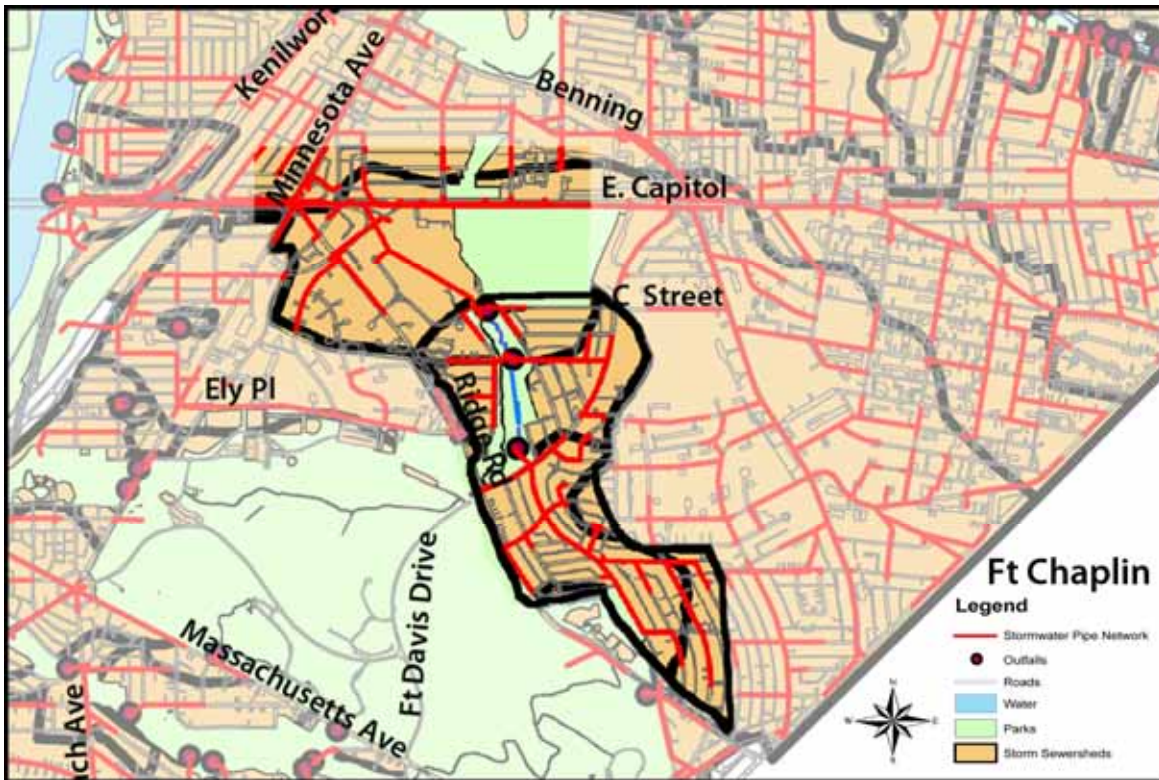 Kenilwort
Minnesota Ave
Benning
E. Capitol
C Street
Ely Pl
Ridge Rd
Ft Davis Drive
Massachusetts Ave
ach Ave
Ft Chaplin
Legend
Stormwater Pipe Network
Outfalls
Roads
Water
Parks
Storm Sewersheds
N
W
E
S